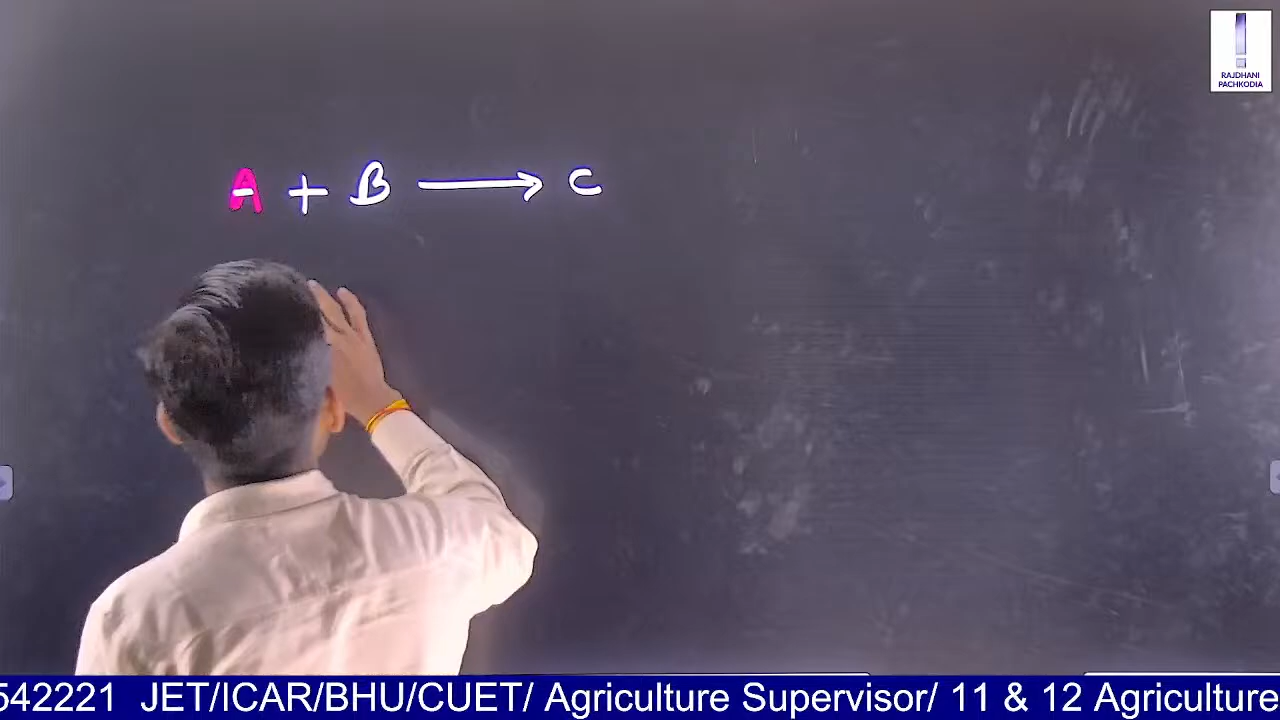 RAJDHANI
PACHKODIA
A + B ⟶ C
542221 JET/ICAR/BHU/CUET/ Agriculture Supervisor/ 11 & 12 Agriculture